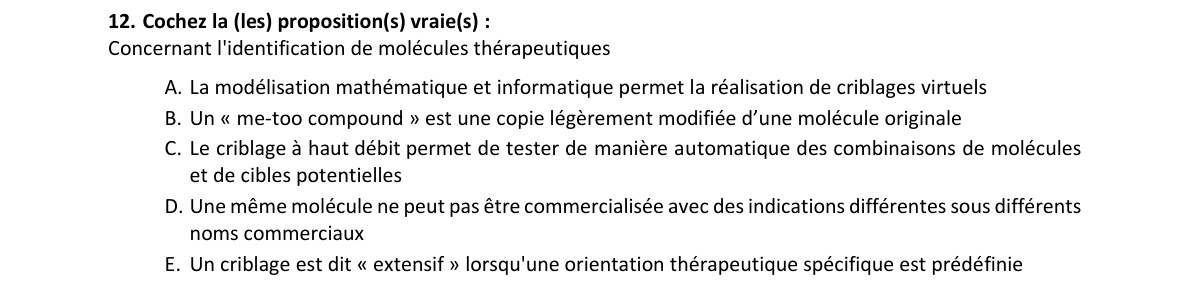 12. Cochez la (les) proposition(s) vraie(s) :
Concernant l'identification de molécules thérapeutiques
A. La modélisation mathématique et informatique permet la réalisation de criblages virtuels
B. Un « me-too compound » est une copie légèrement modifiée d’une molécule originale
C. Le criblage à haut débit permet de tester de manière automatique des combinaisons de molécules
et de cibles potentielles
D. Une même molécule ne peut pas être commercialisée avec des indications différentes sous différents
noms commerciaux
E. Un criblage est dit « extensif » lorsqu'une orientation thérapeutique spécifique est prédéfinie